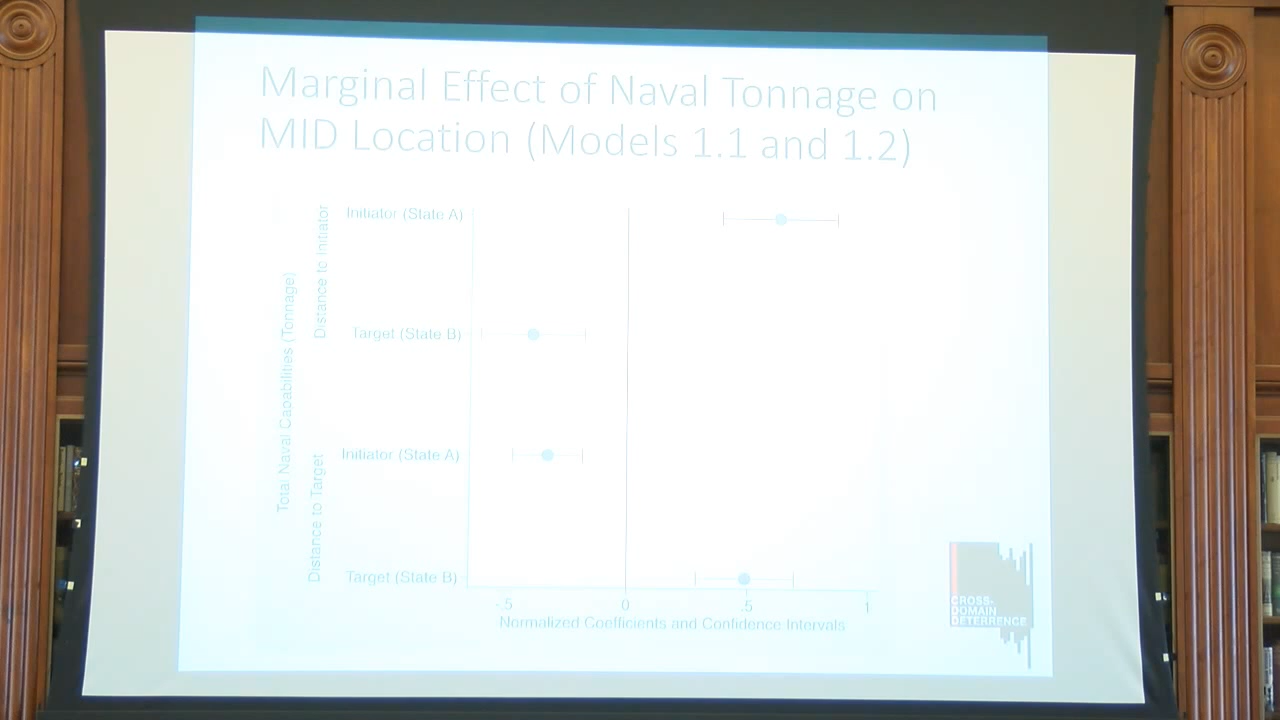 Marginal Effect of Naval Tonnage on
MID Location (Models 1.1 and 1.2)
Total Naval Capabilities (Tonnage)
Distance to Initiator
Initiator (State A)
Target (State B)
Distance to Target
Initiator (State A)
Target (State B)
-.5 0 .5 1
Normalized Coefficients and Confidence Intervals
CROSS-
DOMAIN
DETERRENCE